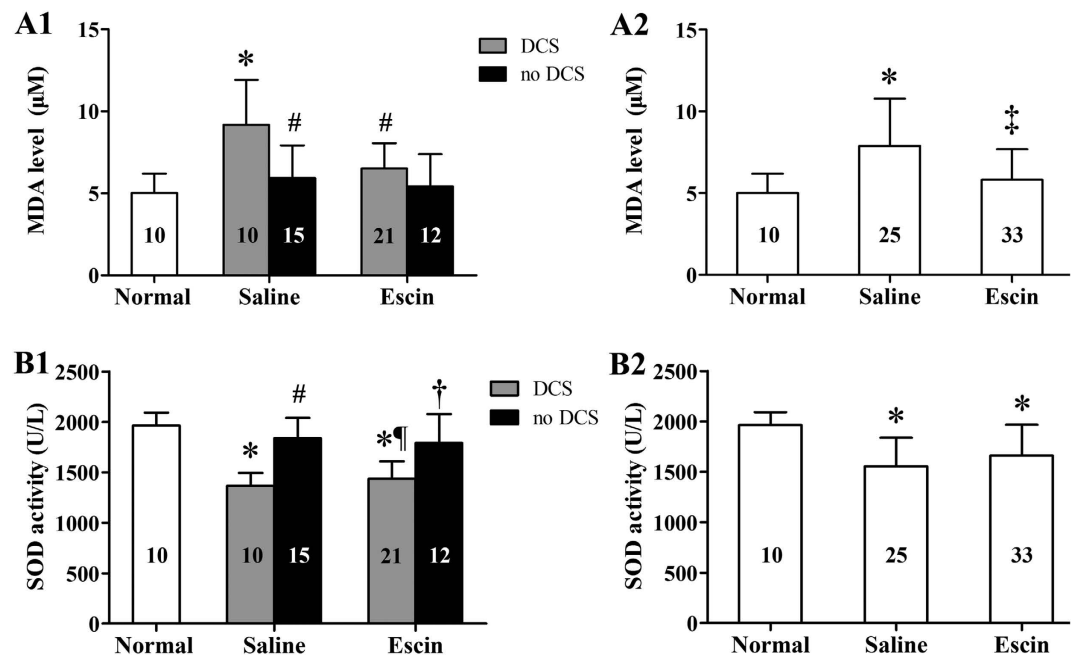 A1
MDA level (μM)
15
10
5
0
*
#
#
10
10
15
21
12
Normal Saline Escin
DCS
no DCS
A2
MDA level (μM)
15
10
5
0
*
‡
10
25
33
Normal Saline Escin
B1
SOD activity (U/L)
2500
2000
1500
1000
500
0
*
#
*¶
†
10
10
15
21
12
Normal Saline Escin
DCS
no DCS
B2
SOD activity (U/L)
2500
2000
1500
1000
500
0
*
*
10
25
33
Normal Saline Escin